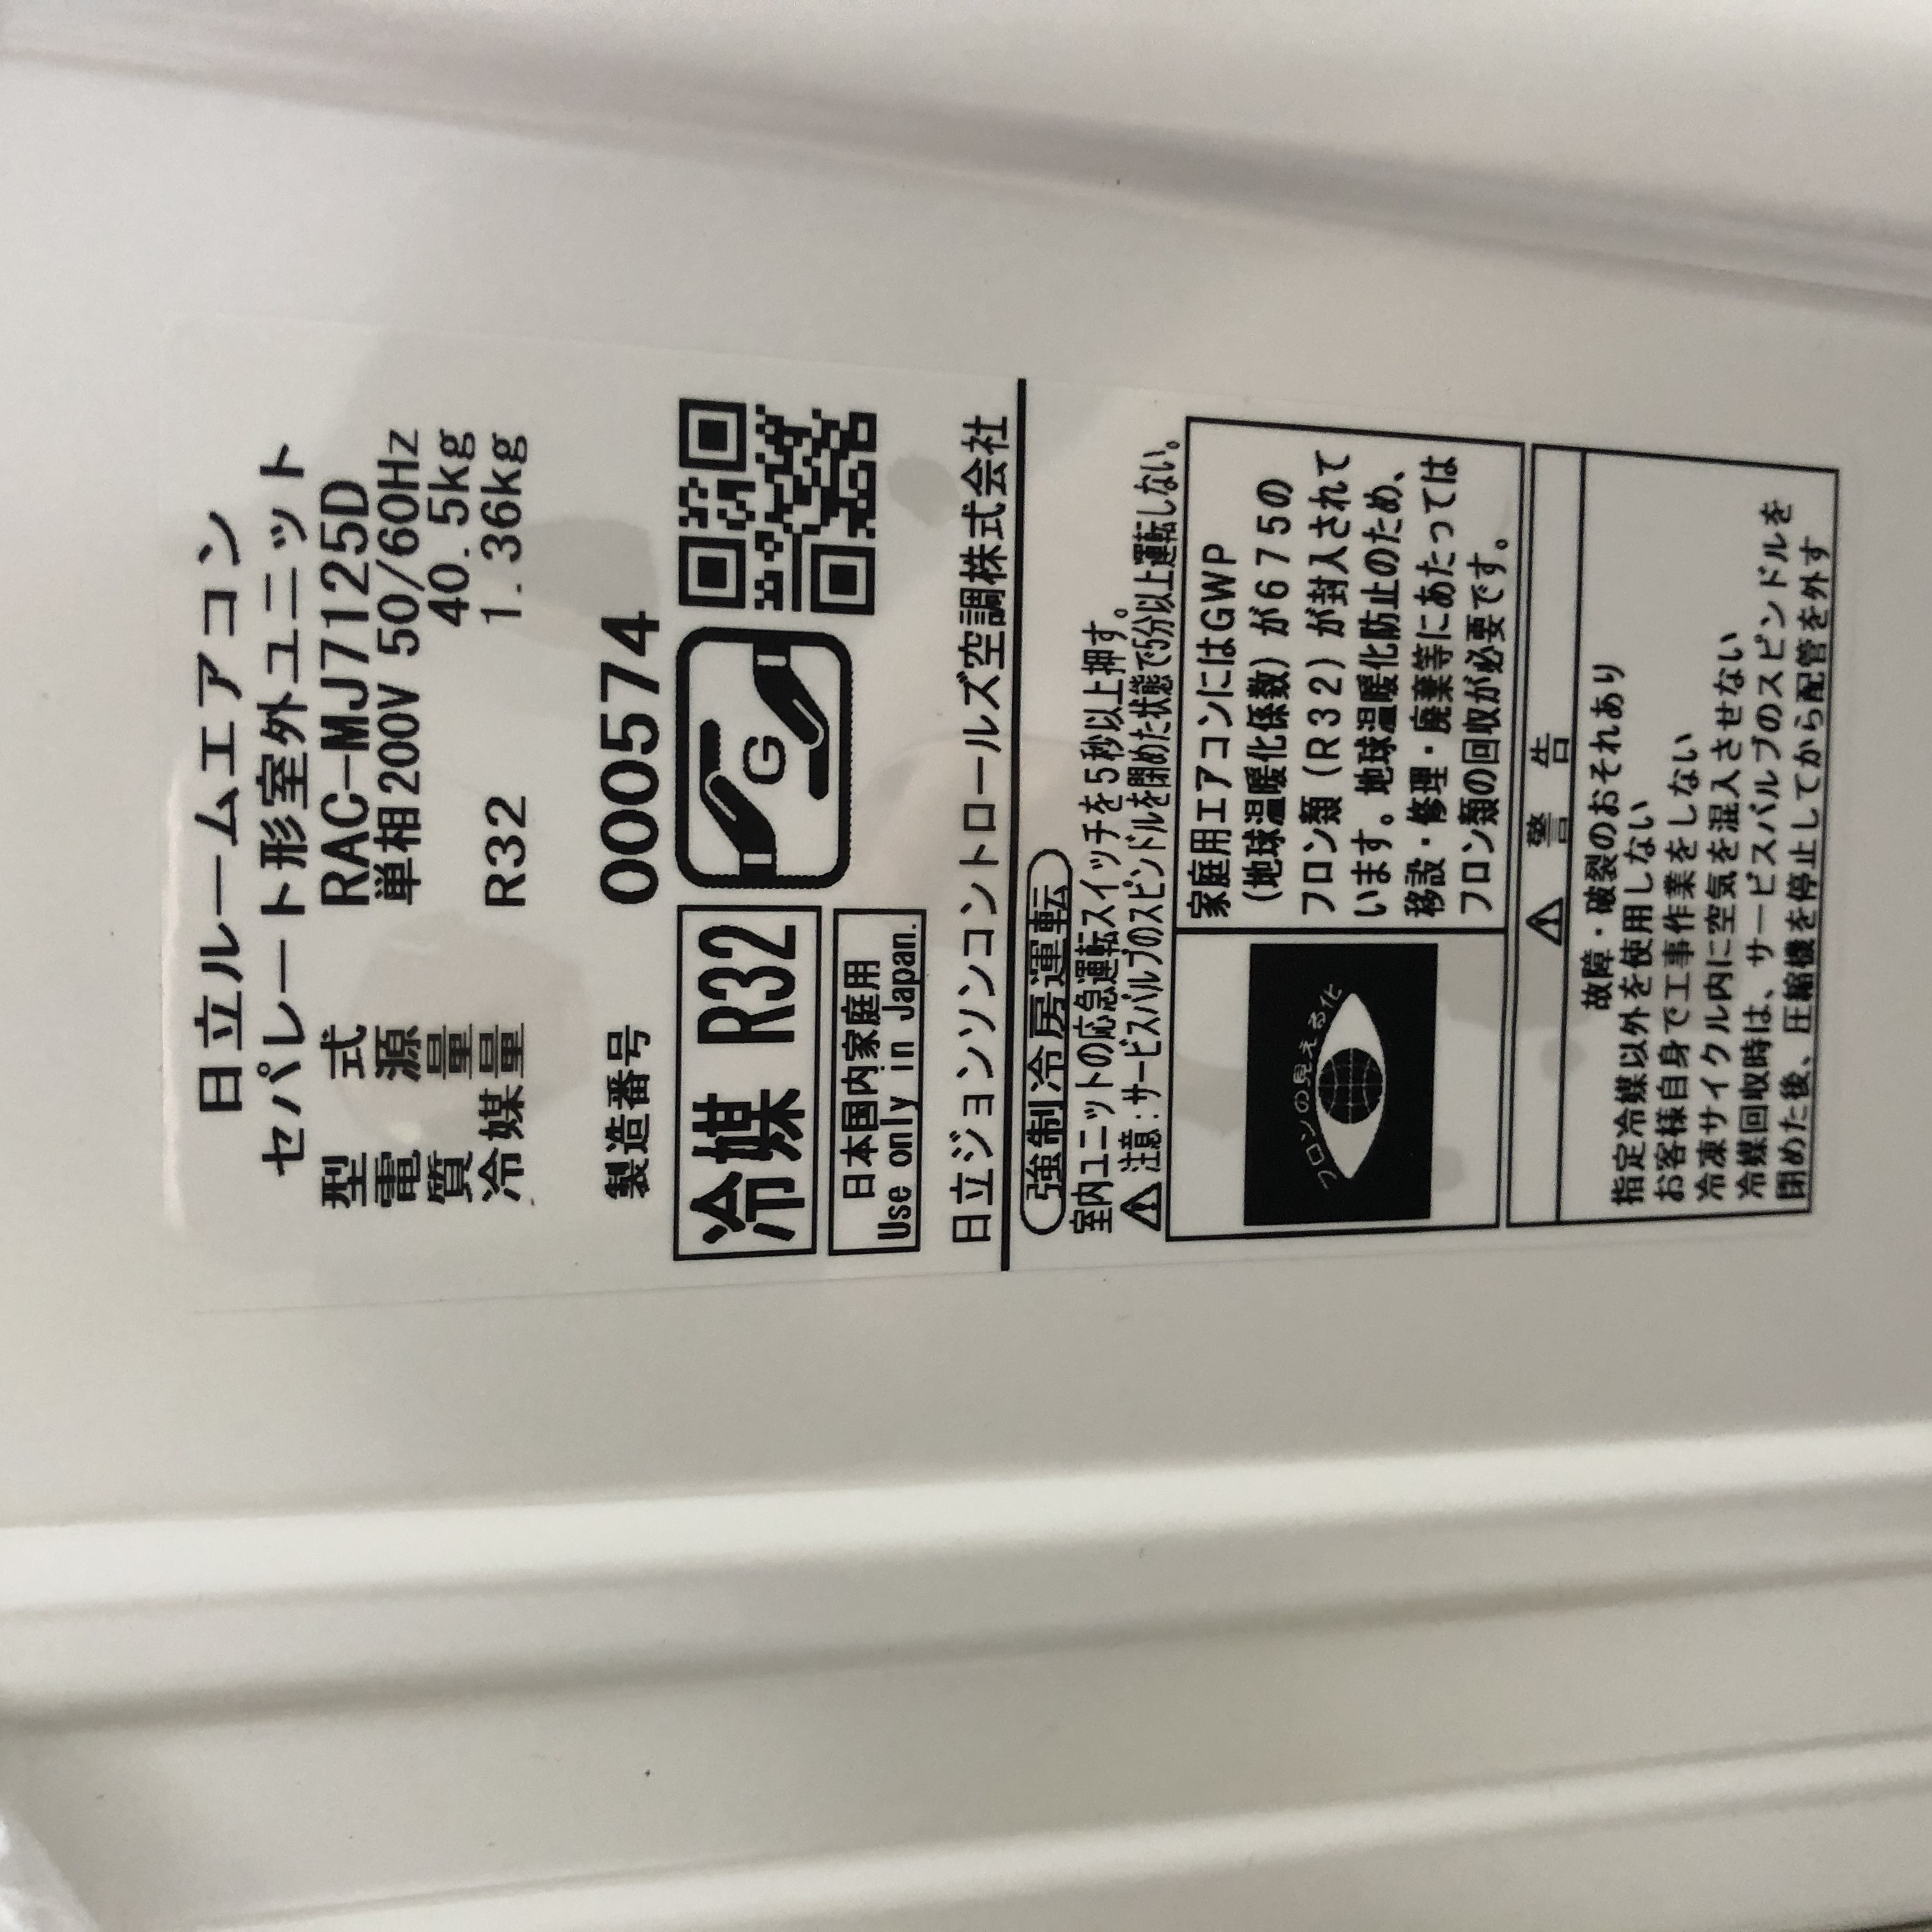 日立ルームエアコン
セパレート形室外ユニット
型式 RAC-MJ7125D
電源 単相200V 50/60Hz
質量 40.5kg
冷媒量 R32 1.36kg
製造番号 000574
冷媒 R32
G
日本国内家庭用
Use only in Japan.
日立ジョンソンコントロールズ空調株式会社
強制冷房運転
室内ユニットの応急運転スイッチを5秒以上押す。
⚠注意:サービスバルブのスピンドルを閉めた状態で5分以上運転しない。
フロンの見える化
家庭用エアコンにはGWP
(地球温暖化係数)が675の
フロン類(R32)が封入されて
います。地球温暖化防止のため、
移設・修理・廃棄等にあたっては
フロン類の回収が必要です。
⚠警告
故障・破裂のおそれあり
指定冷媒以外を使用しない
お客様自身で工事作業をしない
冷凍サイクル内に空気を混入させない
冷媒回収時は、サービスバルブのスピンドルを
閉めた後、圧縮機を停止してから配管を外す